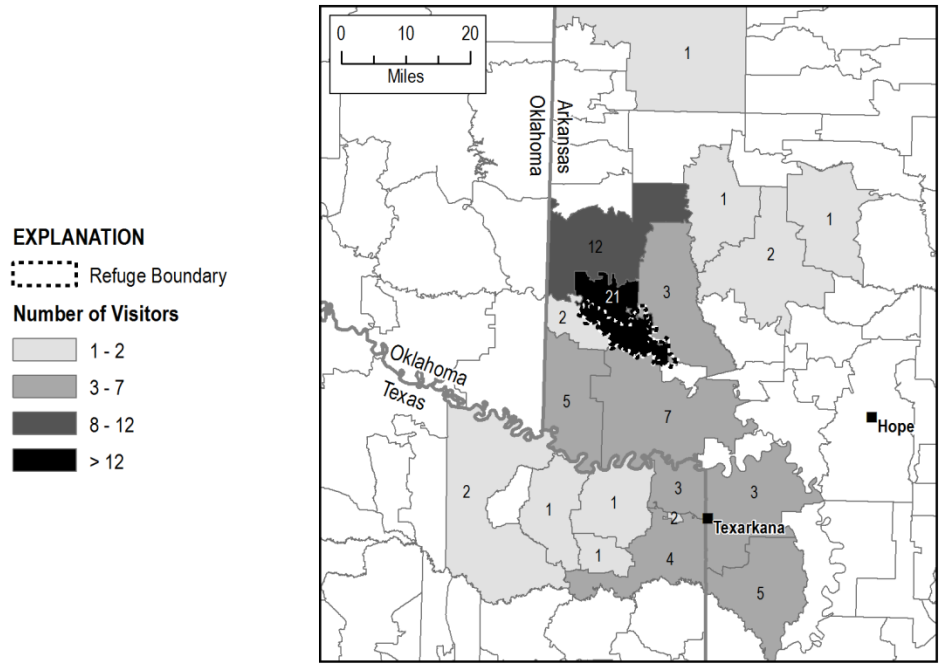 0 10 20
Miles
1
Arkansas
Oklahoma
1
1
12
2
EXPLANATION
Refuge Boundary
3
21
Number of Visitors
2
1 - 2
Oklahoma
3 - 7
Texas
5
7
8 - 12
Hope
> 12
2
3
3
1
1
2
Texarkana
1
4
5